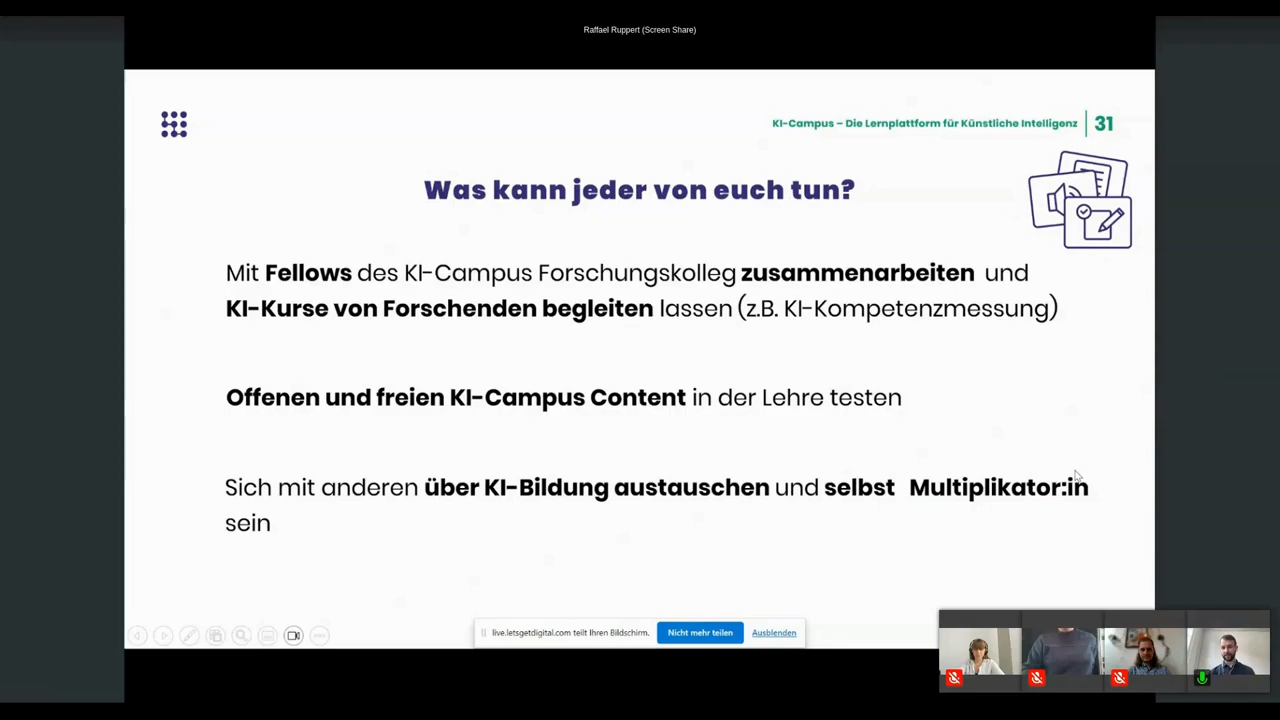 Raffael Ruppert (Screen Share)
KI-Campus – Die Lernplattform für Künstliche Intelligenz 31
Was kann jeder von euch tun?
Mit Fellows des KI-Campus Forschungskolleg zusammenarbeiten und
KI-Kurse von Forschenden begleiten lassen (z.B. KI-Kompetenzmessung)
Offenen und freien KI-Campus Content in der Lehre testen
Sich mit anderen über KI-Bildung austauschen und selbst Multiplikator:in
sein
live.letsgetdigital.com teilt Ihren Bildschirm. Nicht mehr teilen Ausblenden